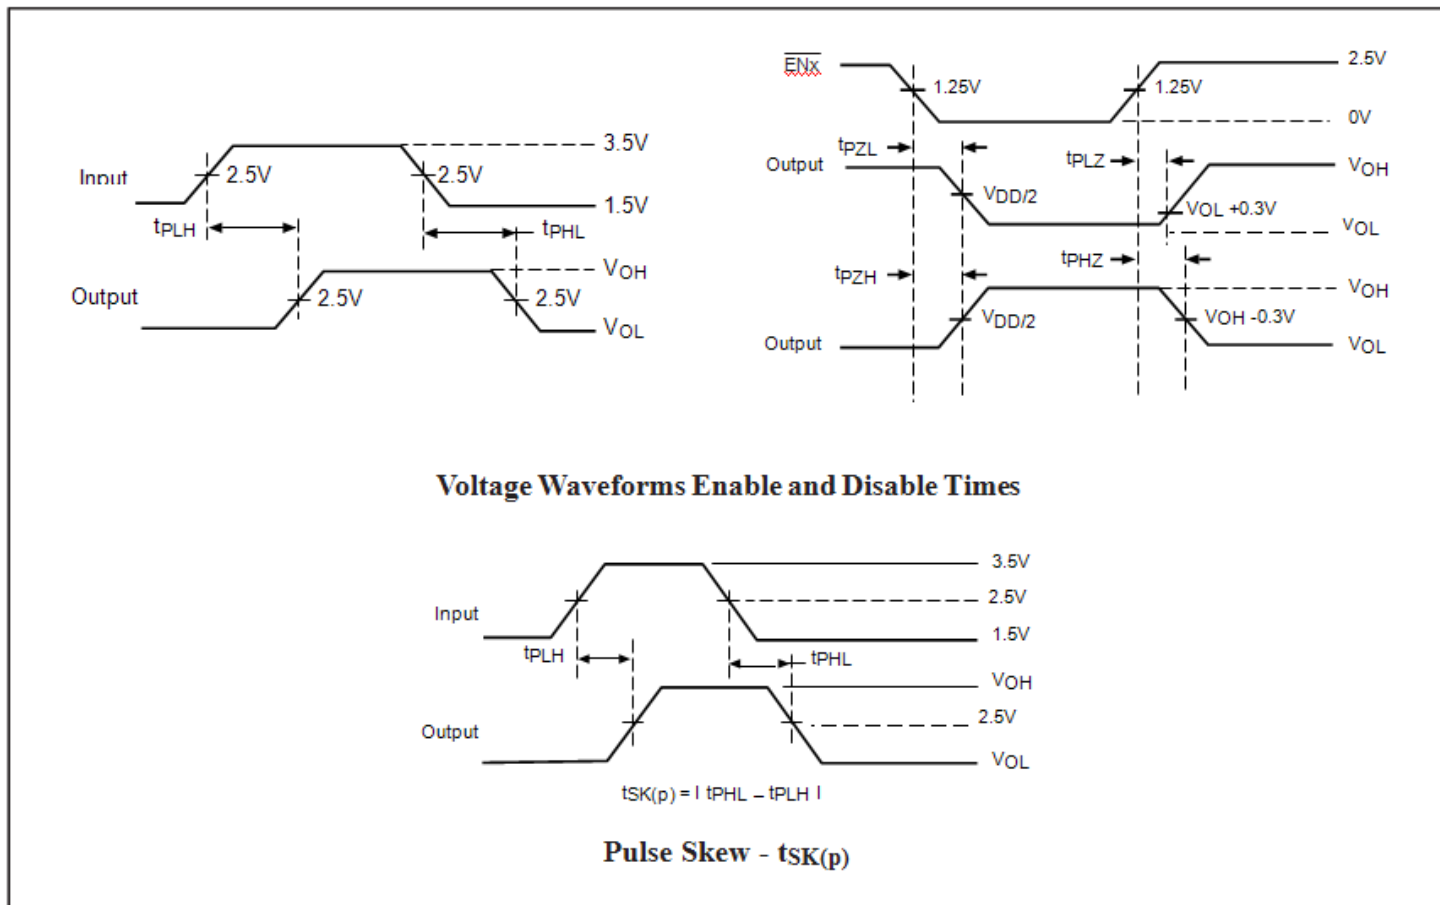 Input
2.5V
2.5V
3.5V
1.5V
tPLH
tPHL
Output
2.5V
2.5V
VOH
VOL
ENx
1.25V
1.25V
2.5V
0V
tPZL
tPLZ
Output
VDD/2
VOL +0.3V
VOH
VOL
tPZH
tPHZ
Output
VDD/2
VOH -0.3V
VOH
VOL
Voltage Waveforms Enable and Disable Times
Input
3.5V
2.5V
1.5V
tPLH
tPHL
Output
VOH
2.5V
VOL
tSK(p) = I tPHL – tPLH I
Pulse Skew - tSK(p)